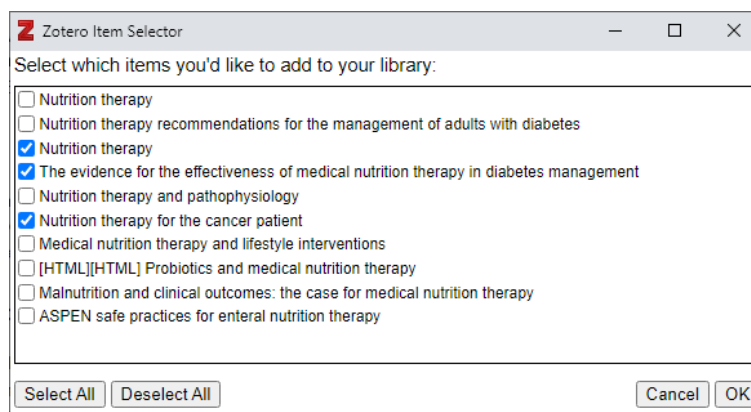 Zotero Item Selector
Select which items you'd like to add to your library:
Nutrition therapy
Nutrition therapy recommendations for the management of adults with diabetes
Nutrition therapy
The evidence for the effectiveness of medical nutrition therapy in diabetes management
Nutrition therapy and pathophysiology
Nutrition therapy for the cancer patient
Medical nutrition therapy and lifestyle interventions
[HTML][HTML] Probiotics and medical nutrition therapy
Malnutrition and clinical outcomes: the case for medical nutrition therapy
ASPEN safe practices for enteral nutrition therapy
Select All Deselect All Cancel OK